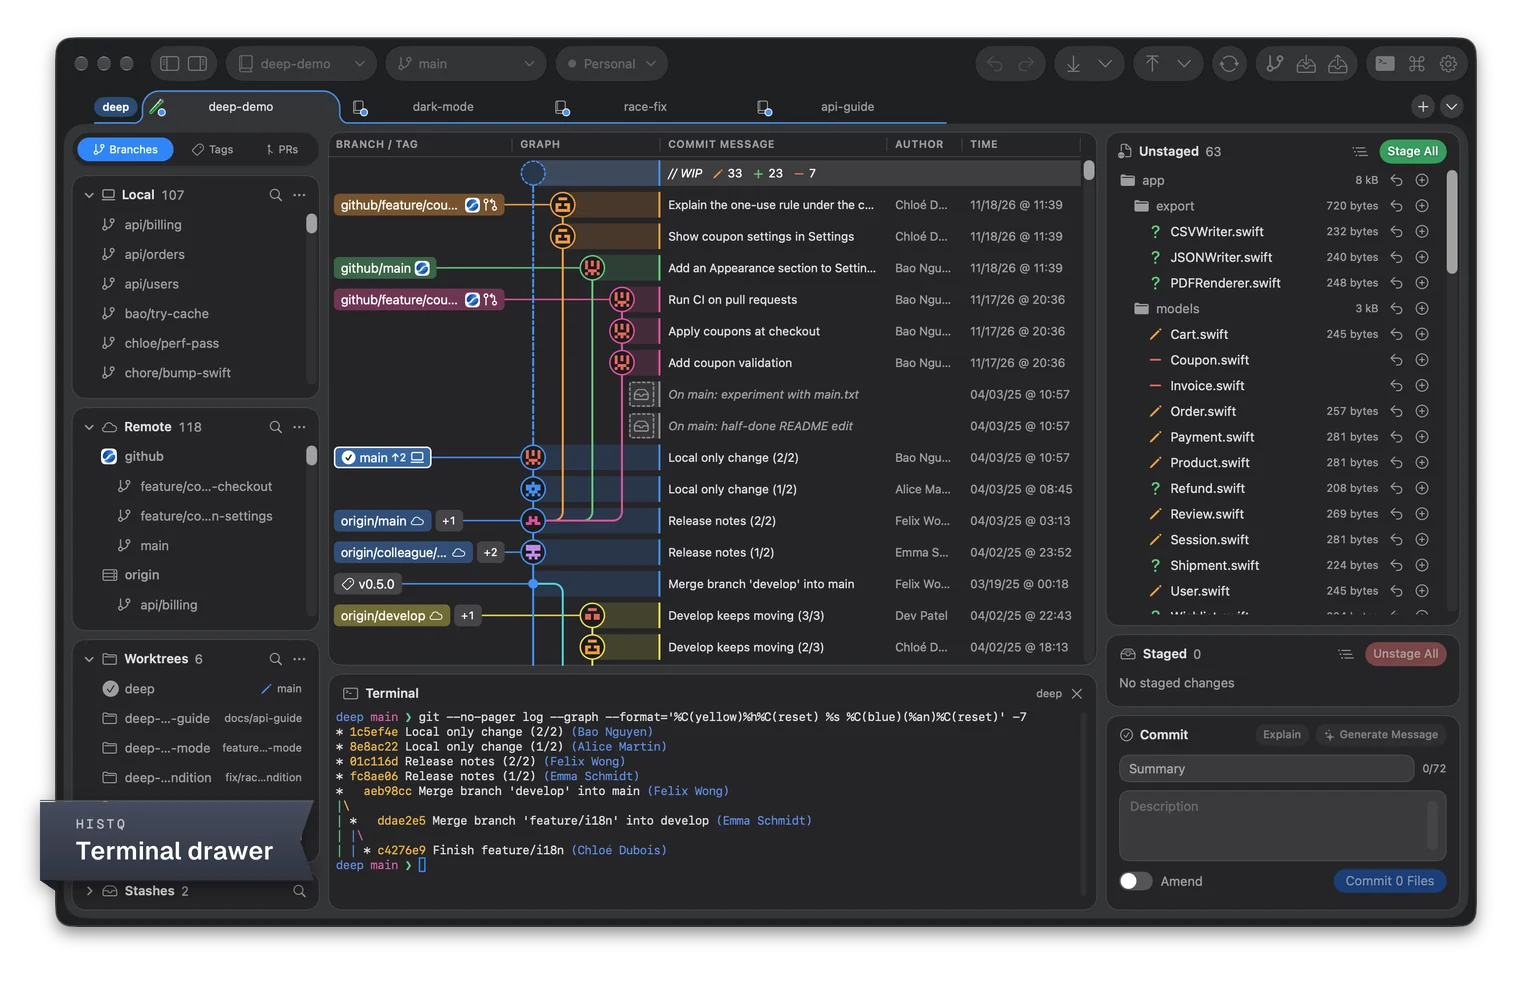 deep-demo
main
Personal
deep
deep-demo
dark-mode
race-fix
api-guide
Branches
Tags
PRs
Local 107
api/billing
api/orders
api/users
bao/try-cache
chloe/perf-pass
chore/bump-swift
Remote 118
github
feature/co...-checkout
feature/co...n-settings
main
origin
api/billing
Worktrees 6
deep main
deep-...-guide docs/api-guide
deep-...-mode feature...-mode
deep-...ndition fix/rac...ndition
HISTQ
Terminal drawer
Stashes 2
BRANCH / TAG GRAPH COMMIT MESSAGE AUTHOR TIME
// WIP 33 + 23 − 7
github/feature/cou... Explain the one-use rule under the c... Chloé D... 11/18/26 @ 11:39
Show coupon settings in Settings Chloé D... 11/18/26 @ 11:39
github/main Add an Appearance section to Settin... Bao Ngu... 11/18/26 @ 11:39
github/feature/cou... Run CI on pull requests Bao Ngu... 11/17/26 @ 20:36
Apply coupons at checkout Bao Ngu... 11/17/26 @ 20:36
Add coupon validation Bao Ngu... 11/17/26 @ 20:36
On main: experiment with main.txt 04/03/25 @ 10:57
On main: half-done README edit 04/03/25 @ 10:57
main ↑2 Local only change (2/2) Bao Ngu... 04/03/25 @ 10:57
Local only change (1/2) Alice Ma... 04/03/25 @ 08:45
origin/main +1 Release notes (2/2) Felix Wo... 04/03/25 @ 03:13
origin/colleague/... +2 Release notes (1/2) Emma S... 04/02/25 @ 23:52
v0.5.0 Merge branch 'develop' into main Felix Wo... 03/19/25 @ 00:18
origin/develop +1 Develop keeps moving (3/3) Dev Patel 04/02/25 @ 22:43
Develop keeps moving (2/3) Chloé D... 04/02/25 @ 18:13
Terminal deep
deep main ❯ git --no-pager log --graph --format='%C(yellow)%h%C(reset) %s %C(blue)(%an)%C(reset)' -7
* 1c5ef4e Local only change (2/2) (Bao Nguyen)
* 8e8ac22 Local only change (1/2) (Alice Martin)
* 01c116d Release notes (2/2) (Felix Wong)
* fc8ae06 Release notes (1/2) (Emma Schmidt)
*   aeb98cc Merge branch 'develop' into main (Felix Wong)
|\
| *   ddae2e5 Merge branch 'feature/i18n' into develop (Emma Schmidt)
| |\
| | * c4276e9 Finish feature/i18n (Chloé Dubois)
deep main ❯
Unstaged 63
Stage All
app 8 kB
export 720 bytes
? CSVWriter.swift 232 bytes
? JSONWriter.swift 240 bytes
? PDFRenderer.swift 248 bytes
models 3 kB
Cart.swift 245 bytes
Coupon.swift
Invoice.swift
Order.swift 257 bytes
Payment.swift 281 bytes
Product.swift 281 bytes
? Refund.swift 208 bytes
Review.swift 269 bytes
Session.swift 281 bytes
? Shipment.swift 224 bytes
User.swift 245 bytes
Staged 0
Unstage All
No staged changes
Commit
Explain
Generate Message
Summary
0/72
Description
Amend
Commit 0 Files